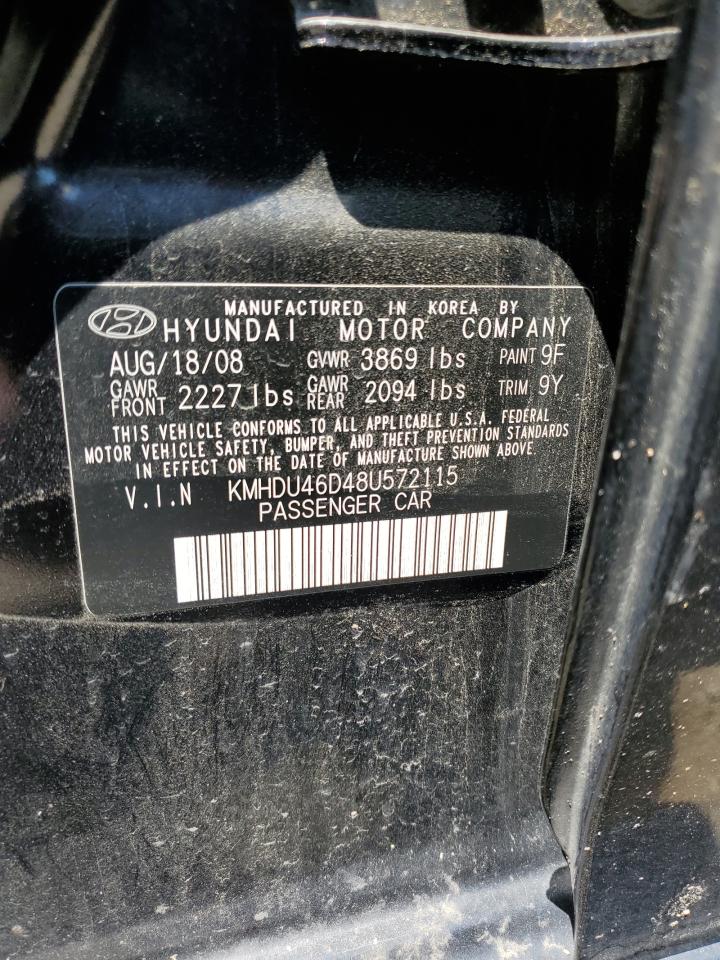 MANUFACTURED IN KOREA BY
HYUNDAI MOTOR COMPANY
AUG/18/08 GVWR 3869 lbs PAINT 9F
GAWR FRONT 2227 lbs GAWR REAR 2094 lbs TRIM 9Y
THIS VEHICLE CONFORMS TO ALL APPLICABLE U.S.A. FEDERAL
MOTOR VEHICLE SAFETY, BUMPER, AND THEFT PREVENTION STANDARDS
IN EFFECT ON THE DATE OF MANUFACTURE SHOWN ABOVE.
V.I.N KMHDU46D48U572115
PASSENGER CAR